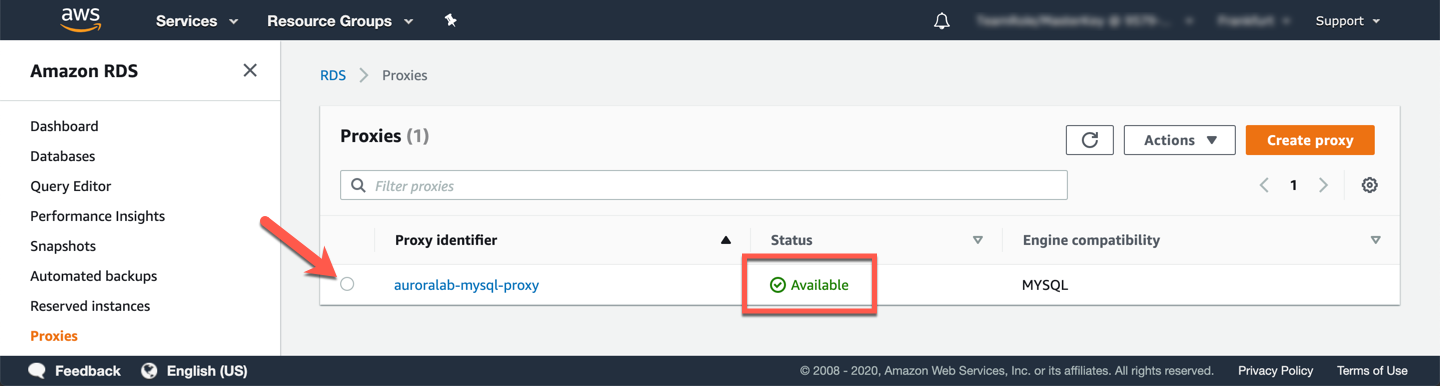 aws Services Resource Groups Support
Amazon RDS
RDS Proxies
Dashboard
Databases
Query Editor
Performance Insights
Snapshots
Automated backups
Reserved instances
Proxies
Proxies (1)
Actions Create proxy
Filter proxies
1
Proxy identifier Status Engine compatibility
auroralab-mysql-proxy Available MYSQL
Feedback English (US) © 2008 - 2020, Amazon Web Services, Inc. or its affiliates. All rights reserved. Privacy Policy Terms of Use